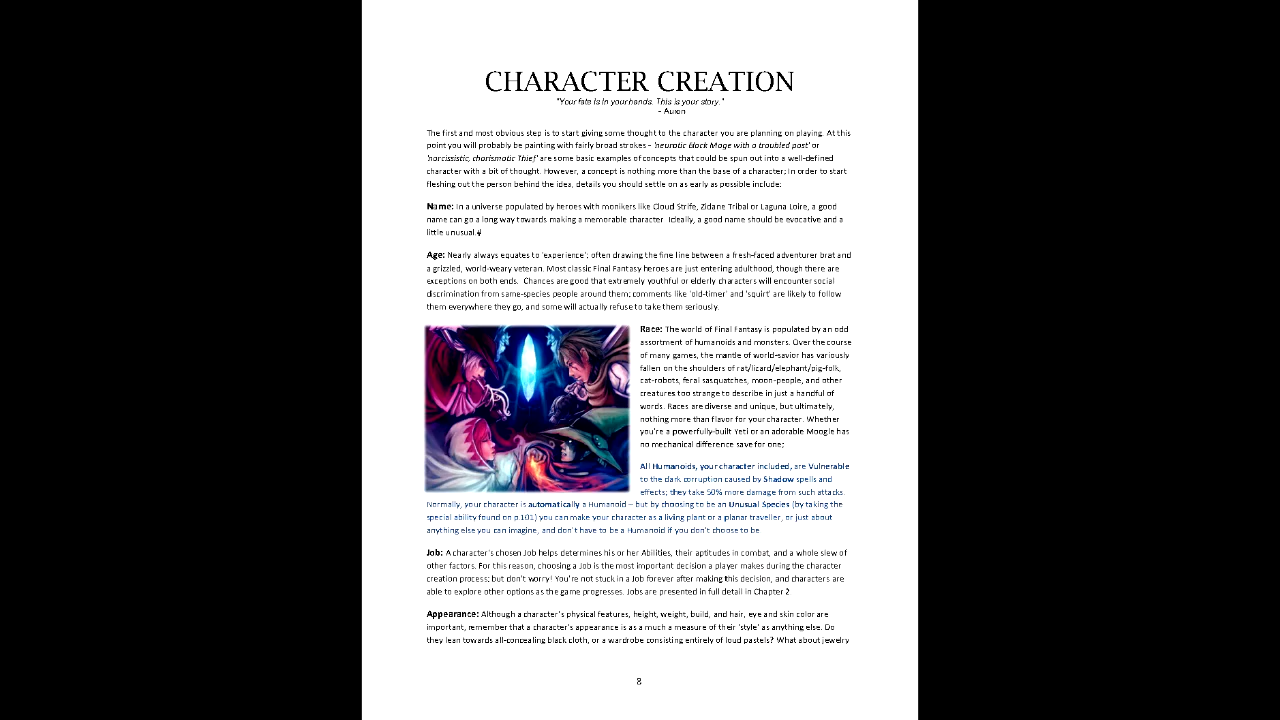 CHARACTER CREATION
"Your fate is in your hands. This is your story."
- Auron
The first and most obvious step is to start giving some thought to the character you are planning on playing. At this
point you will probably be painting with fairly broad strokes – 'neurotic Black Mage with a troubled past' or
'narcissistic, charismatic Thief' are some basic examples of concepts that could be spun out into a well-defined
character with a bit of thought. However, a concept is nothing more than the base of a character; in order to start
fleshing out the person behind the idea, details you should settle on as early as possible include:
Name: In a universe populated by heroes with monikers like Cloud Strife, Zidane Tribal or Laguna Loire, a good
name can go a long way towards making a memorable character. Ideally, a good name should be evocative and a
little unusual.#
Age: Nearly always equates to 'experience'; often drawing the fine line between a fresh-faced adventurer brat and
a grizzled, world-weary veteran. Most classic Final Fantasy heroes are just entering adulthood, though there are
exceptions on both ends. Chances are good that extremely youthful or elderly characters will encounter social
discrimination from same-species people around them; comments like 'old-timer' and 'squirt' are likely to follow
them everywhere they go, and some will actually refuse to take them seriously.
Race: The world of Final Fantasy is populated by an odd
assortment of humanoids and monsters. Over the course
of many games, the mantle of world-savior has variously
fallen on the shoulders of rat/lizard/elephant/pig-folk,
cat-robots, feral sasquatches, moon-people, and other
creatures too strange to describe in just a handful of
words. Races are diverse and unique, but ultimately,
nothing more than flavor for your character. Whether
you're a powerfully-built Yeti or an adorable Moogle has
no mechanical difference save for one;
All Humanoids, your character included, are Vulnerable
to the dark corruption caused by Shadow spells and
effects; they take 50% more damage from such attacks.
Normally, your character is automatically a Humanoid – but by choosing to be an Unusual Species (by taking the
special ability found on p.101) you can make your character as a living plant or a planar traveller, or just about
anything else you can imagine, and don't have to be a Humanoid if you don't choose to be
Job: A character's chosen Job helps determines his or her Abilities, their aptitudes in combat, and a whole slew of
other factors. For this reason, choosing a Job is the most important decision a player makes during the character
creation process; but don't worry! You're not stuck in a Job forever after making this decision, and characters are
able to explore other options as the game progresses. Jobs are presented in full detail in Chapter 2
Appearance: Although a character's physical features, height, weight, build, and hair, eye and skin color are
important, remember that a character's appearance is as a much a measure of their 'style' as anything else. Do
they lean towards all-concealing black cloth, or a wardrobe consisting entirely of loud pastels? What about jewelry
8